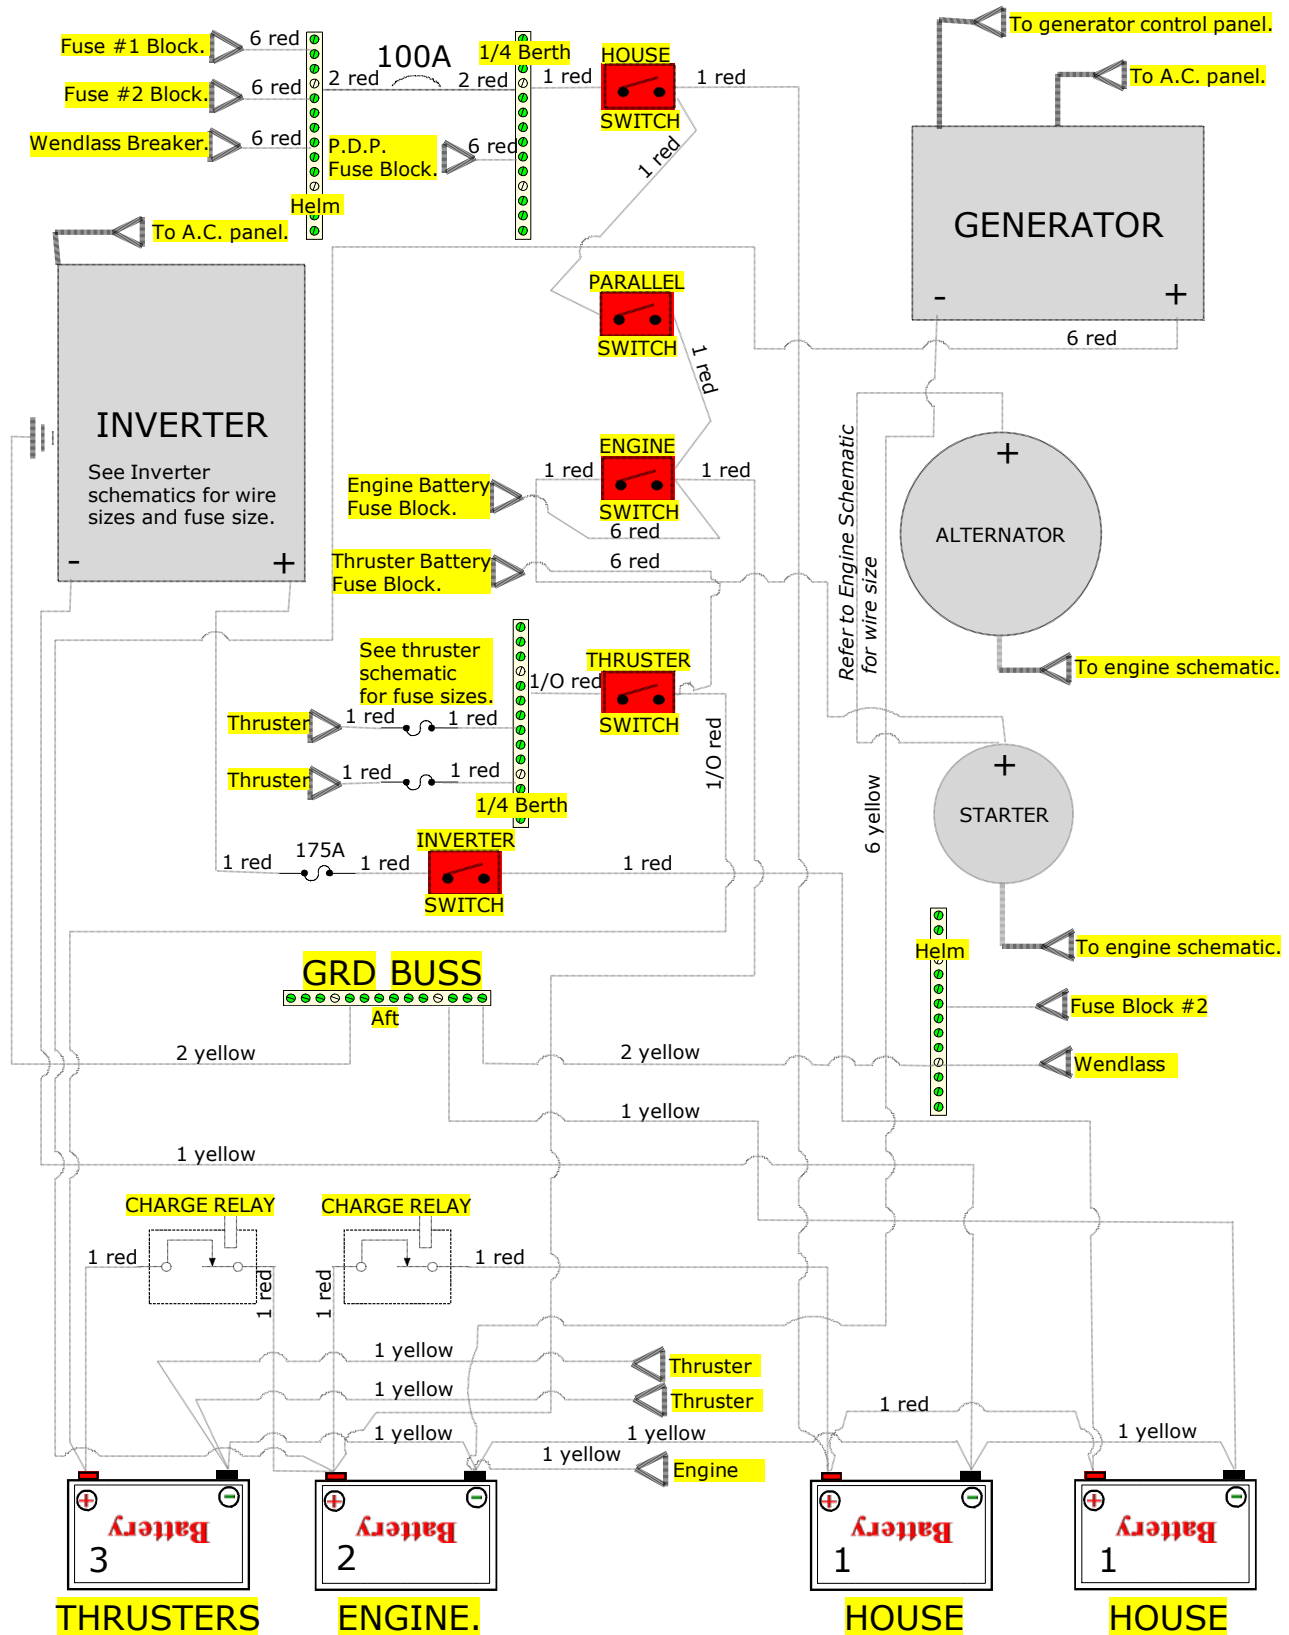 To generator control panel.
Fuse #1 Block.
6 red
100A
1/4 Berth
HOUSE
To A.C. panel.
2 red
2 red
1 red
1 red
Fuse #2 Block.
6 red
SWITCH
Wendlass Breaker.
6 red
P.D.P.
Fuse Block.
6 red
1 red
Helm
To A.C. panel.
GENERATOR
PARALLEL
- +
SWITCH
6 red
1 red
INVERTER
See Inverter
schematics for wire
sizes and fuse size.
- +
ENGINE
1 red
1 red
Engine Battery
Fuse Block.
SWITCH
6 red
+
ALTERNATOR
Refer to Engine Schematic
for wire size
Thruster Battery
Fuse Block.
6 red
See thruster
schematic
for fuse sizes.
THRUSTER
1/O red
SWITCH
To engine schematic.
Thruster
1 red
1 red
1/O red
Thruster
1 red
1 red
1/4 Berth
+
STARTER
6 yellow
INVERTER
175A
1 red
1 red
1 red
SWITCH
Helm
To engine schematic.
GRD BUSS
Aft
Fuse Block #2
2 yellow
2 yellow
Wendlass
1 yellow
1 yellow
CHARGE RELAY
CHARGE RELAY
1 red
1 red
1 red
1 red
1 yellow
Thruster
1 yellow
Thruster
1 red
1 yellow
1 yellow
1 yellow
1 yellow
Engine
+ -
Battery
3
THRUSTERS
+ -
Battery
2
ENGINE.
+ -
Battery
1
HOUSE
+ -
Battery
1
HOUSE